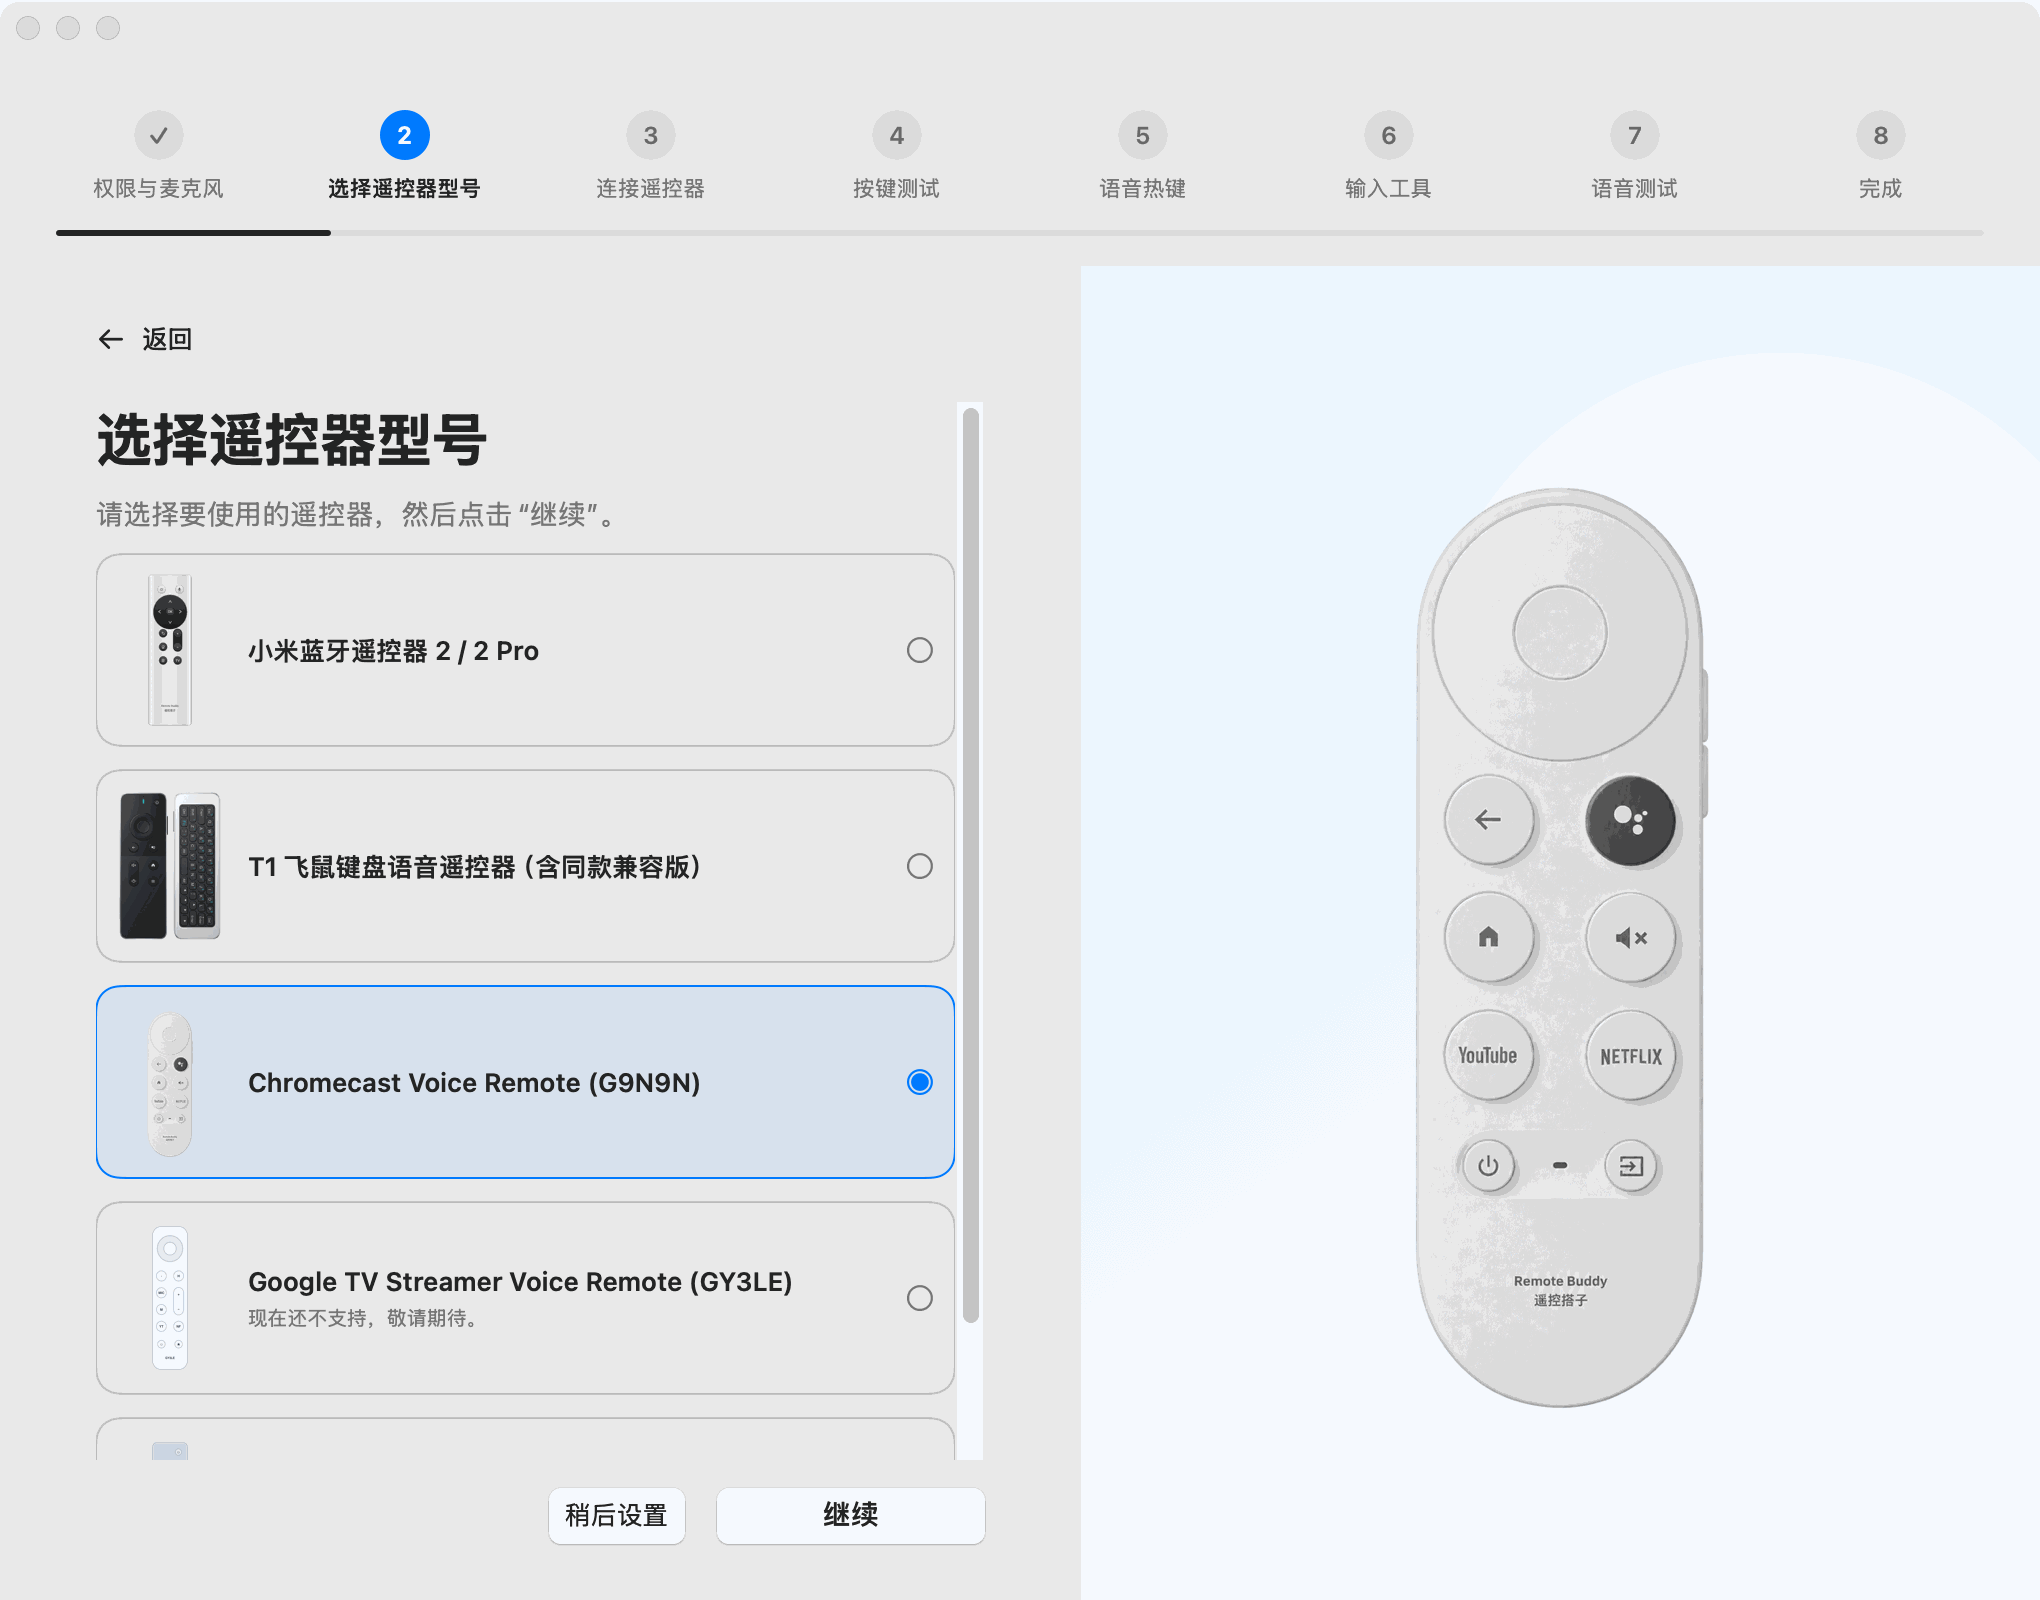 2
3
4
5
6
7
8
权限与麦克风
选择遥控器型号
连接遥控器
按键测试
语音热键
输入工具
语音测试
完成
返回
选择遥控器型号
请选择要使用的遥控器，然后点击“继续”。
小米蓝牙遥控器 2 / 2 Pro
T1 飞鼠键盘语音遥控器（含同款兼容版）
Chromecast Voice Remote (G9N9N)
Google TV Streamer Voice Remote (GY3LE)
现在还不支持，敬请期待。
稍后设置
继续
YouTube
NETFLIX
Remote Buddy
遥控搭子